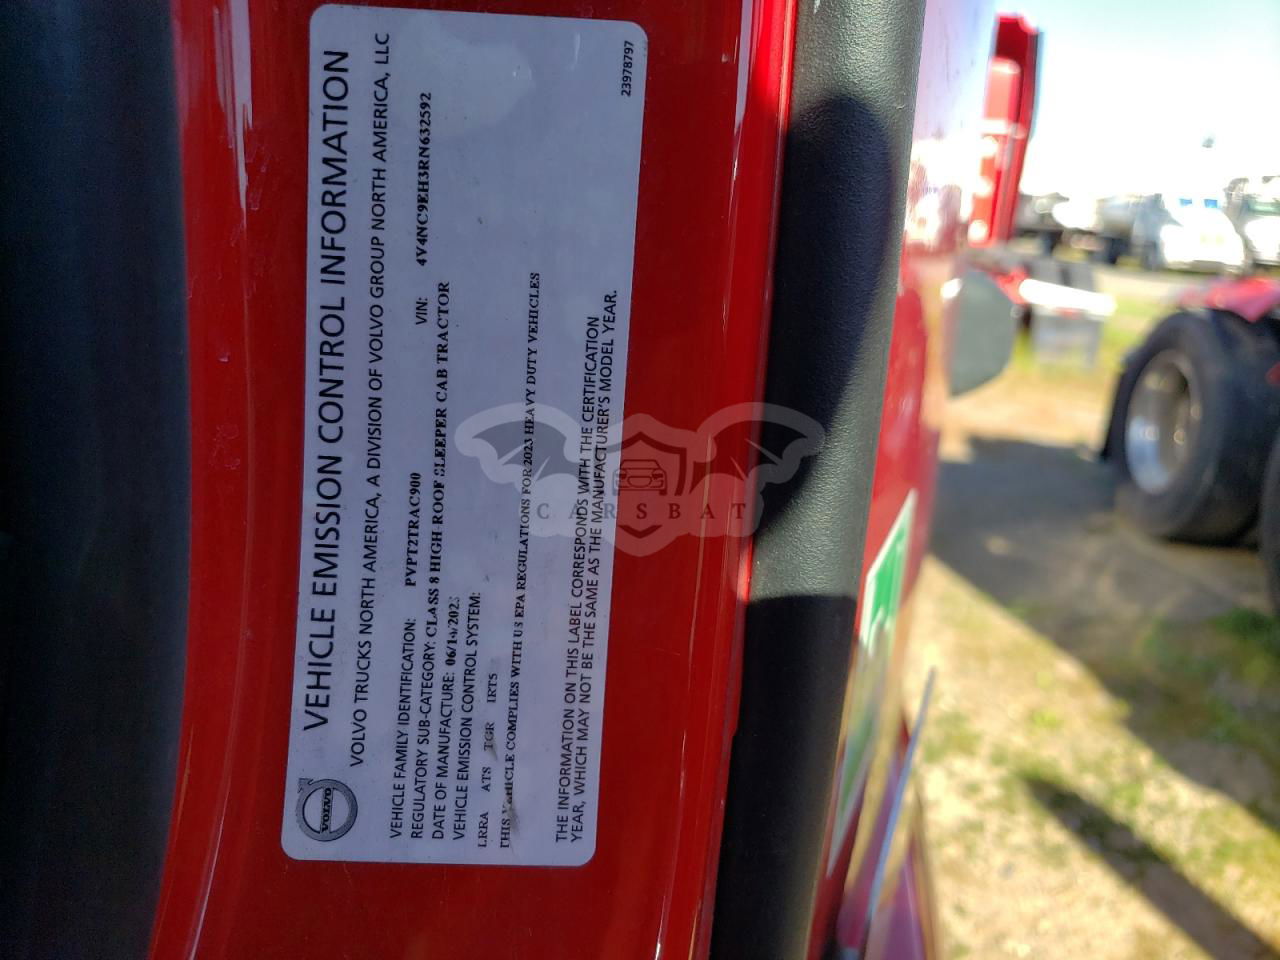 VEHICLE EMISSION CONTROL INFORMATION
VOLVO TRUCKS NORTH AMERICA, A DIVISION OF VOLVO GROUP NORTH AMERICA, LLC
VEHICLE FAMILY IDENTIFICATION: PVPT2TRAC900 VIN: 4V4NC9EH3RN632592
REGULATORY SUB-CATEGORY: CLASS 8 HIGH-ROOF SLEEPER CAB TRACTOR
DATE OF MANUFACTURE:
VEHICLE EMISSION CONTROL SYSTEM:
LRRA ATS TGR IRT5
THIS VEHICLE COMPLIES WITH US EPA REGULATIONS FOR 2023 HEAVY DUTY VEHICLES
THE INFORMATION ON THIS LABEL CORRESPONDS WITH THE CERTIFICATION
YEAR, WHICH MAY NOT BE THE SAME AS THE MANUFACTURER'S MODEL YEAR.
23978797
VOLVO
CARSBAT